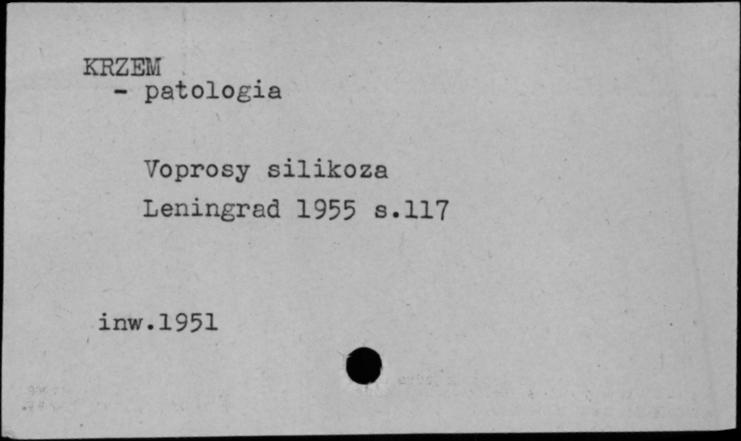 KRZEM
- patologia
Voprosy silikoza
Leningrad 1955 s.117
inw.1951